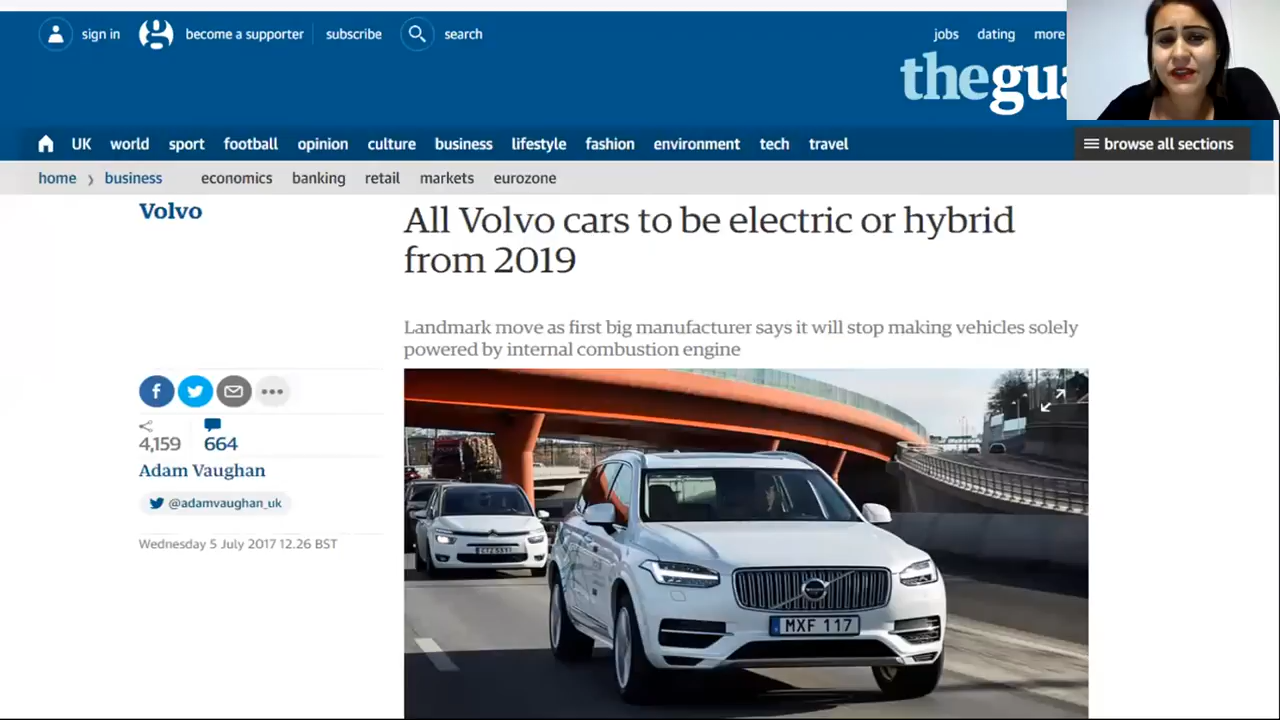 sign in
become a supporter
subscribe
search
jobs
dating
more
thegu
UK
world
sport
football
opinion
culture
business
lifestyle
fashion
environment
tech
travel
browse all sections
home
business
economics
banking
retail
markets
eurozone
Volvo
All Volvo cars to be electric or hybrid
from 2019
Landmark move as first big manufacturer says it will stop making vehicles solely
powered by internal combustion engine
4,159
664
Adam Vaughan
@adamvaughan_uk
Wednesday 5 July 2017 12.26 BST
MXF 117